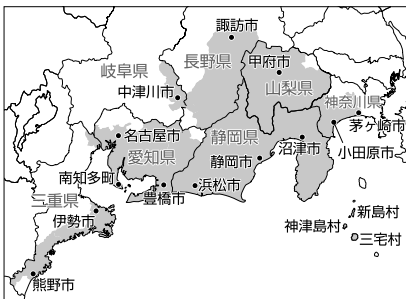 諏訪市
長野県
岐阜県
甲府市
山梨県
中津川市
神奈川県
茅ヶ崎市
名古屋市
静岡県
愛知県
静岡市
沼津市
小田原市
南知多町
浜松市
豊橋市
三重県
伊勢市
新島村
神津島村
三宅村
熊野市